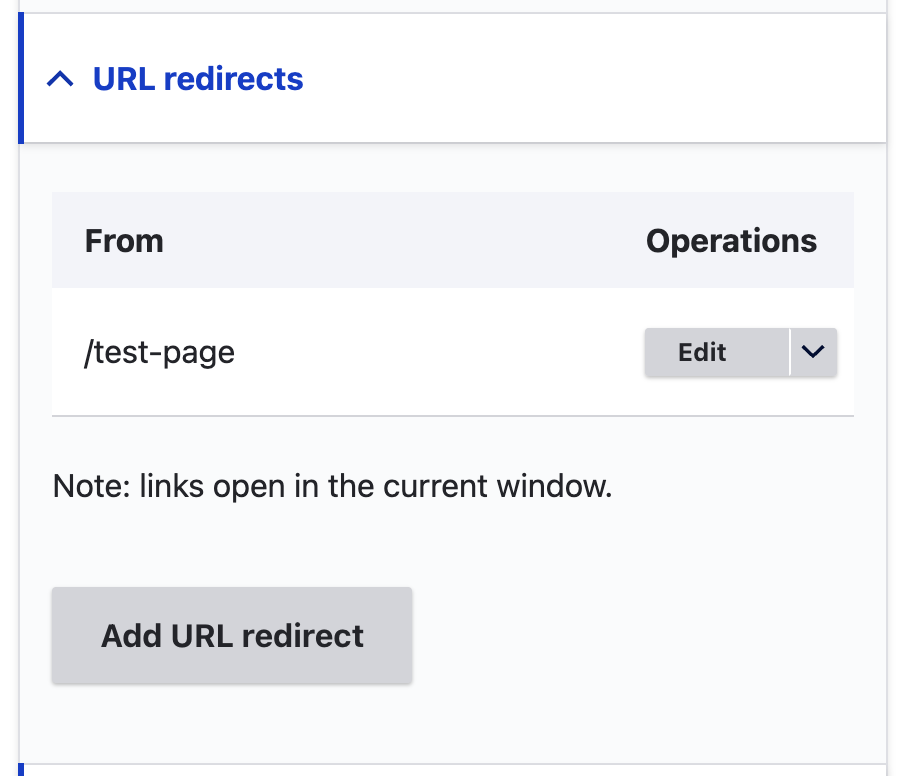 URL redirects
From Operations
/test-page Edit
Note: links open in the current window.
Add URL redirect